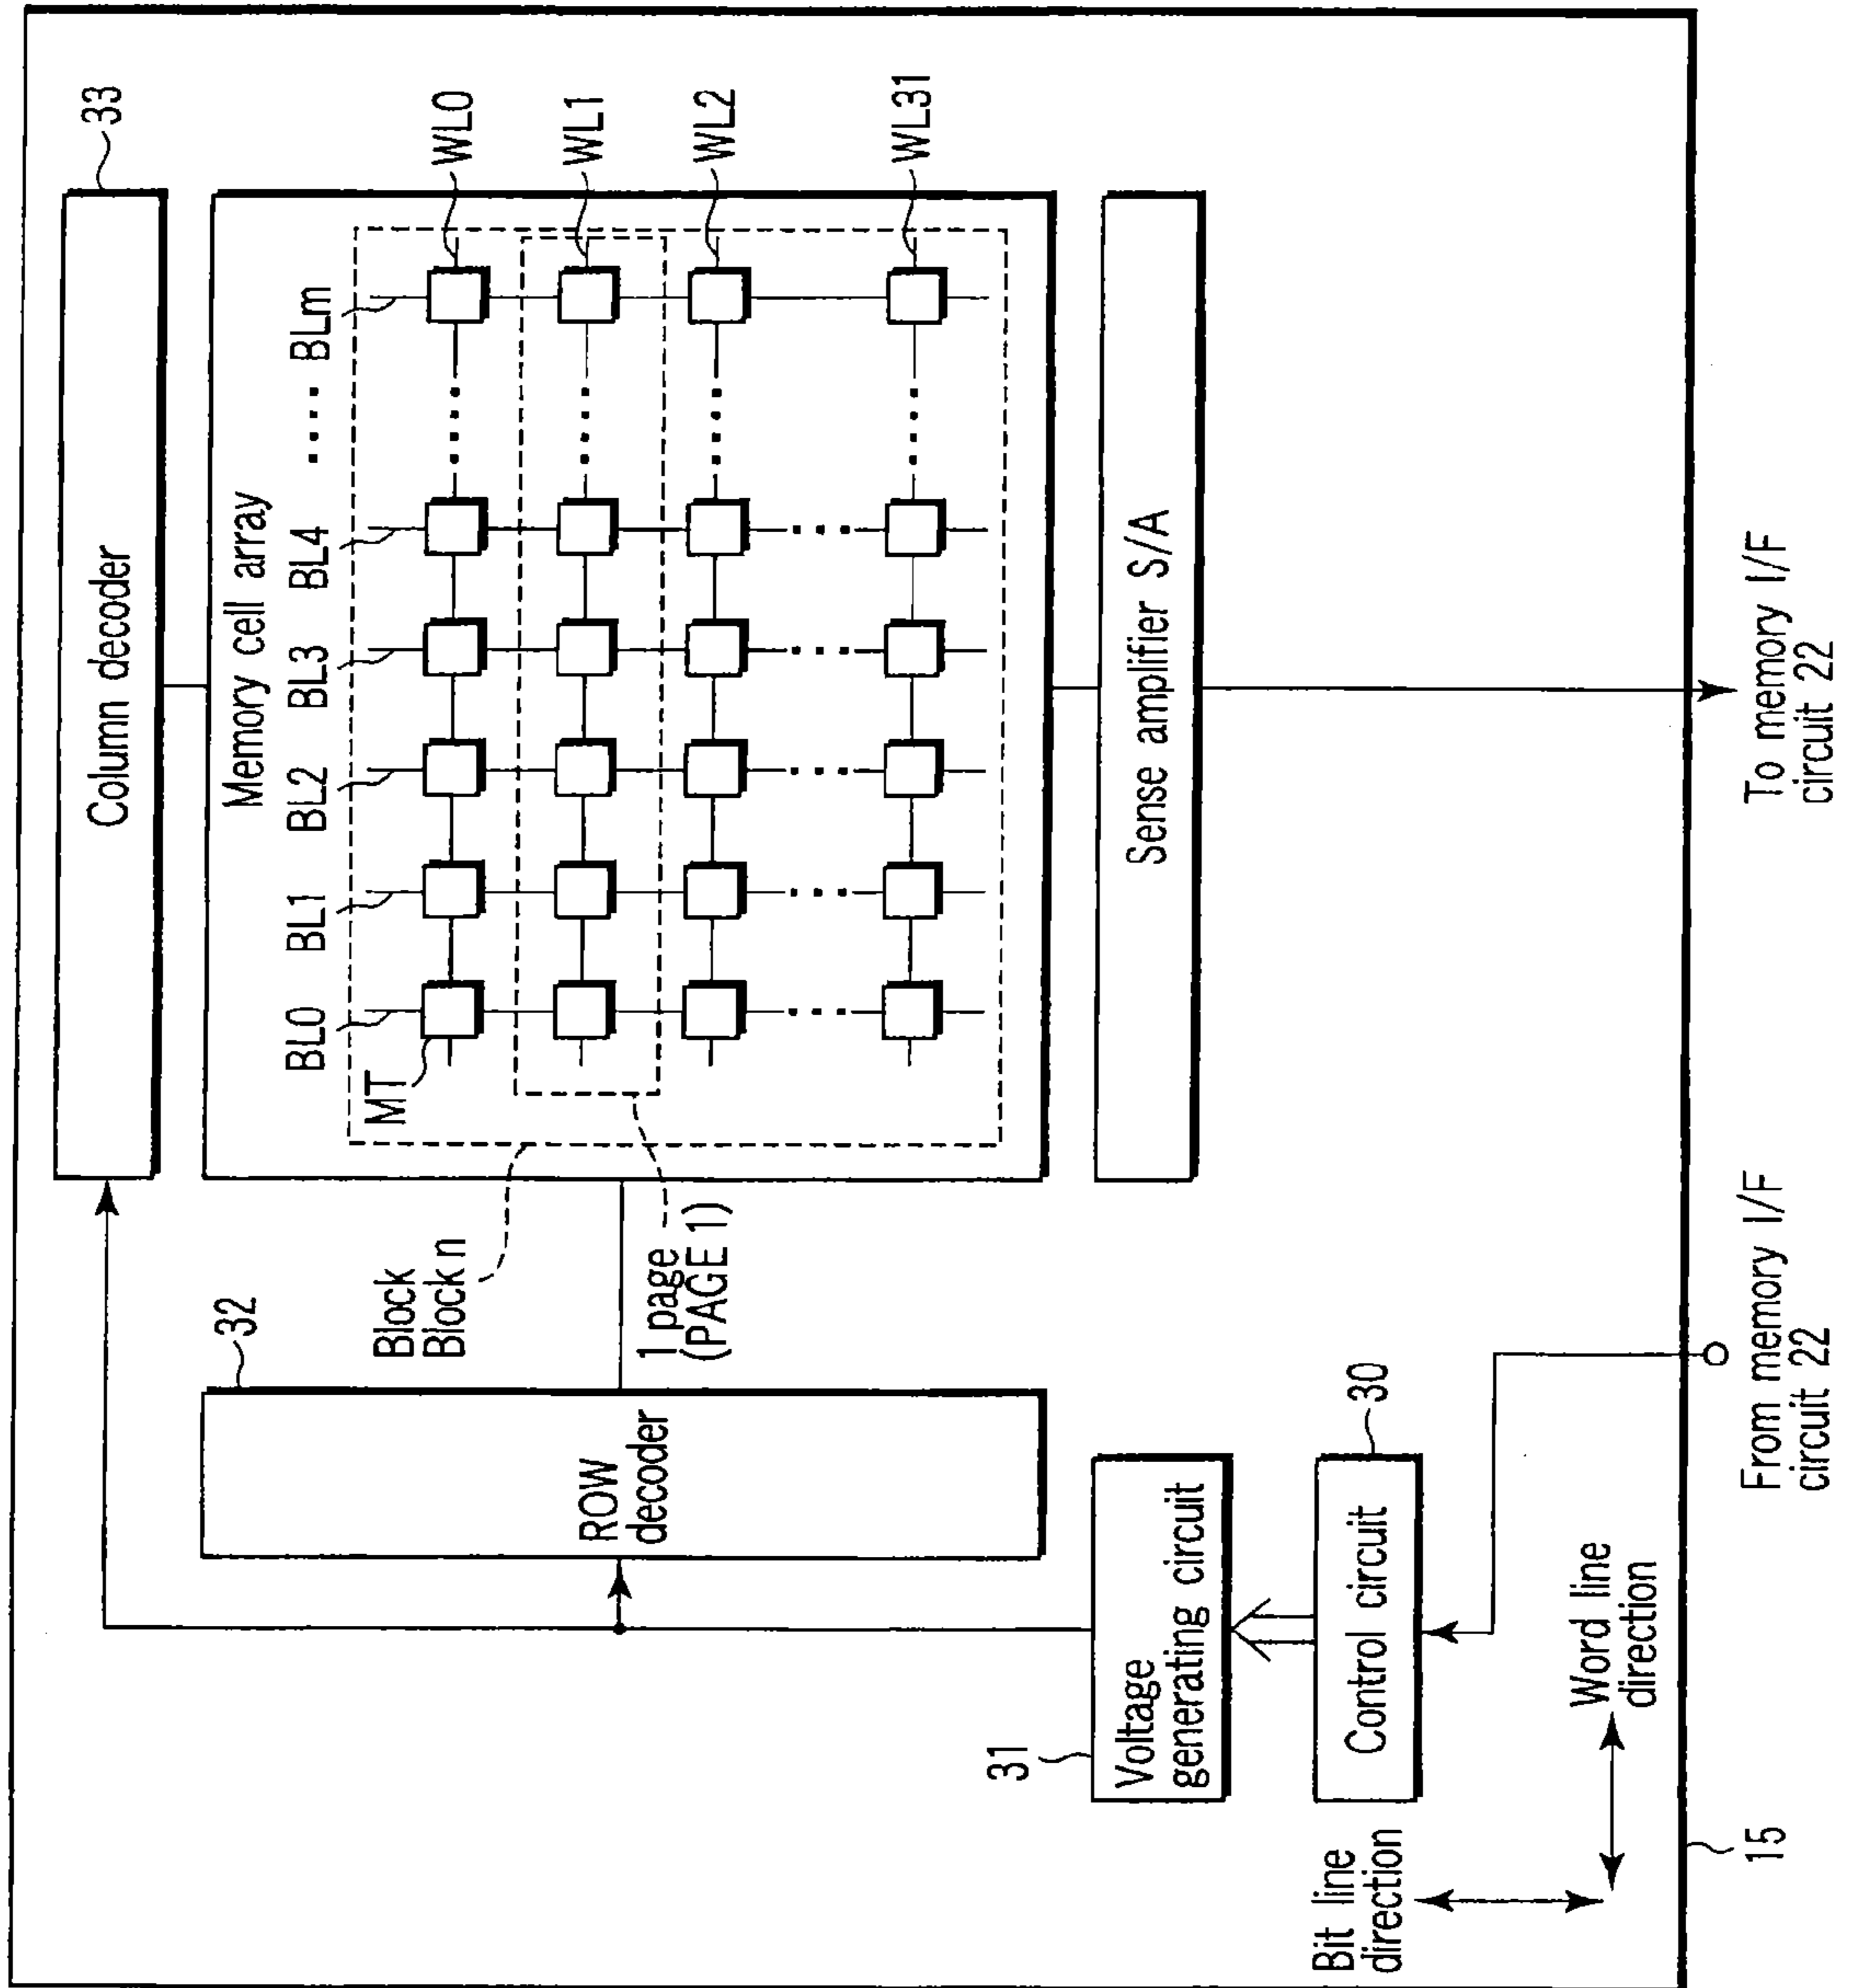 Column decoder
33
Memory cell array
BL0 BL1 BL2 BL3 BL4 BLm
MT
WL0
WL1
WL2
WL31
32
ROW
decoder
Block
Block n
1 page
(PAGE 1)
Sense amplifier S/A
31
Voltage
generating circuit
Control circuit
30
Bit line
direction
Word line
direction
15
From memory I/F
circuit 22
To memory I/F
circuit 22